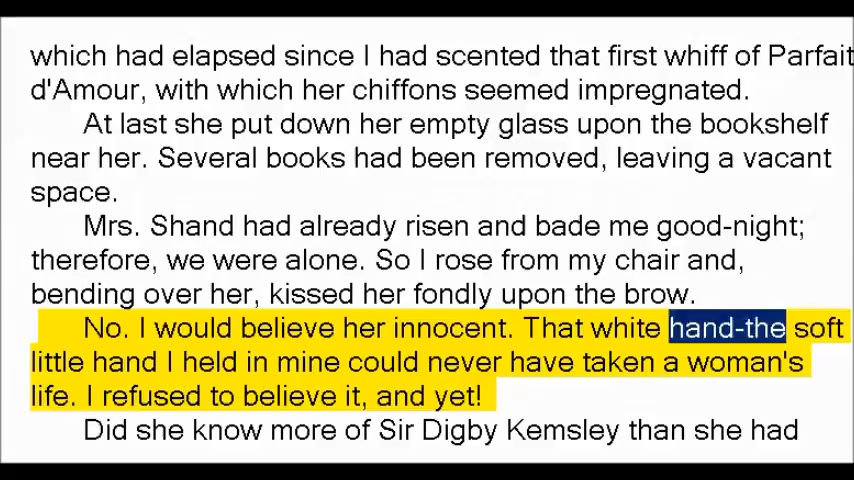 which had elapsed since I had scented that first whiff of Parfait
d'Amour, with which her chiffons seemed impregnated.
At last she put down her empty glass upon the bookshelf
near her. Several books had been removed, leaving a vacant
space.
Mrs. Shand had already risen and bade me good-night;
therefore, we were alone. So I rose from my chair and,
bending over her, kissed her fondly upon the brow.
No. I would believe her innocent. That white hand-the soft
little hand I held in mine could never have taken a woman's
life. I refused to believe it, and yet!
Did she know more of Sir Digby Kemsley than she had